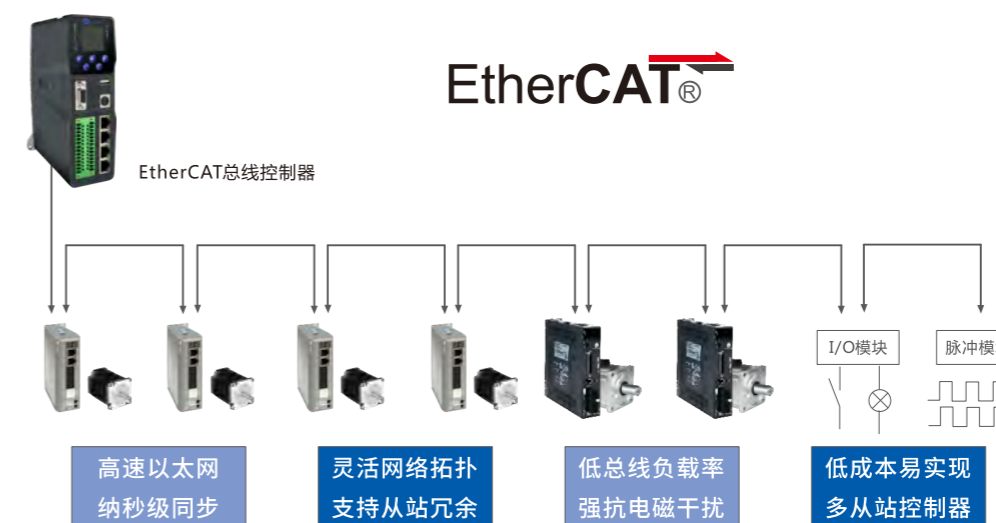 EtherCAT®
EtherCAT总线控制器
I/O模块
脉冲模
高速以太网
纳秒级同步
灵活网络拓扑
支持从站冗余
低总线负载率
强抗电磁干扰
低成本易实现
多从站控制器